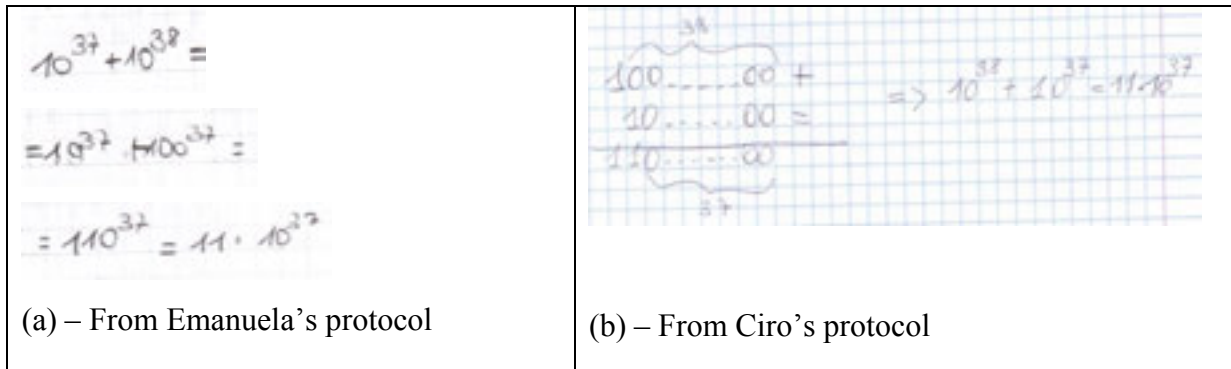 10^37 + 10^38 =
= 10^37 + 100^37 =
= 110^37 = 11 · 10^37
(a) – From Emanuela's protocol
38
100......00 +
10.....00 =
110......00
37
=> 10^38 + 10^37 = 11·10^37
(b) – From Ciro's protocol